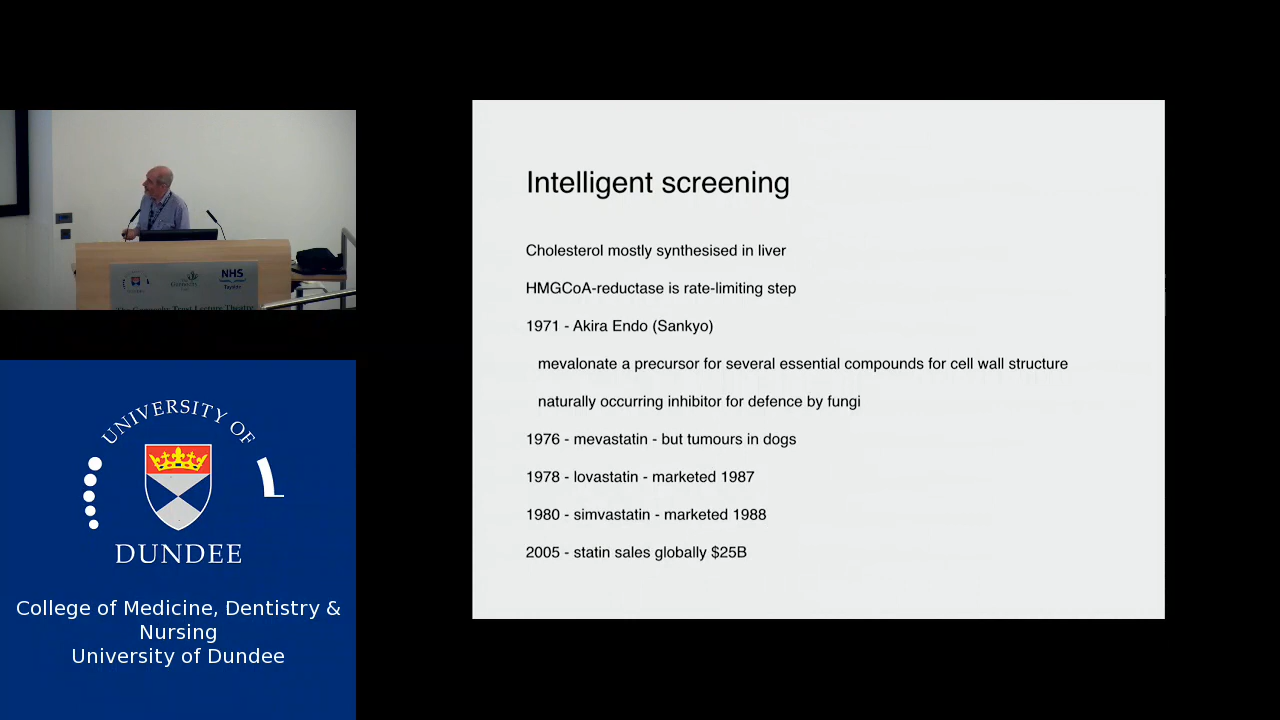 Intelligent screening
Cholesterol mostly synthesised in liver
HMGCoA-reductase is rate-limiting step
1971 - Akira Endo (Sankyo)
mevalonate a precursor for several essential compounds for cell wall structure
naturally occurring inhibitor for defence by fungi
1976 - mevastatin - but tumours in dogs
1978 - lovastatin - marketed 1987
1980 - simvastatin - marketed 1988
2005 - statin sales globally $25B
NHS
UNIVERSITY OF
DUNDEE
College of Medicine, Dentistry &
Nursing
University of Dundee